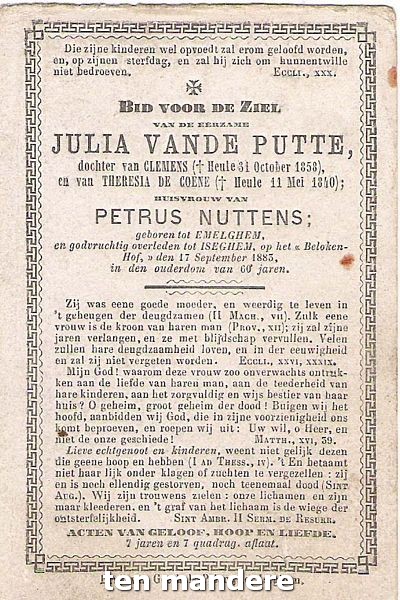 Die zijne kinderen wel opvoedt zal erom geloofd worden,
en, op zijnen sterfdag, en zal hij zich om hunnentwille
niet bedroeven. Eccli., xxx.
Bid voor de Ziel
VAN DE EERZAME
JULIA VANDE PUTTE,
dochter van CLEMENS († Heule 31 October 1858),
en van THERESIA DE COENE († Heule 11 Mei 1840);
HUISVROUW VAN
PETRUS NUTTENS;
geboren tot EMELGHEM,
en godvruchtig overleden tot ISEGHEM, op het « Beloken-
Hof, » den 17 September 1885,
in den ouderdom van 66 jaren.
Zij was eene goede moeder, en weerdig te leven in
't geheugen der deugdzamen (II Mach., vii). Zulk eene
vrouw is de kroon van haren man (Prov., xii); zij zal zijne
jaren verlangen, en ze met blijdschap vervullen. Velen
zullen hare deugdzaamheid loven, en in der eeuwigheid
en zal zij niet vergeten worden. Eccli., xxvi, xxxix.
Mijn God! waarom deze vrouw zoo onverwachts ontruk-
ken aan de liefde van haren man, aan de teederheid van
hare kinderen, aan het zorgvuldig en wijs bestier van haar
huis? O geheim, groot geheim der dood! Buigen wij het
hoofd, aanbidden wij God, die in zijne voorzienigheid ons
komt beproeven, en roepen wij uit: Uw wil, o Heer, en
niet de onze geschiede! Matth., xvi, 39.
Lieve echtgenoot en kinderen, weent niet gelijk dezen
die geene hoop en hebben (I ad Thess., iv). 't En betaamt
niet haar lijk onder klagen of zuchten te vergezellen: zij
en is noch ellendig gestorven, noch teenemaal dood (Sint
Aug.). Wij zijn trouwens zielen: onze lichamen en zijn
maar kleederen. en 't graf des lichaam is de wiege der
onsterfelijkheid. Sint Ambr. II Serm. de Resurr.
ACTEN VAN GELOOF, HOOP EN LIEFDE.
7 jaren en 7 quadrag. aflaat.
ten mandere